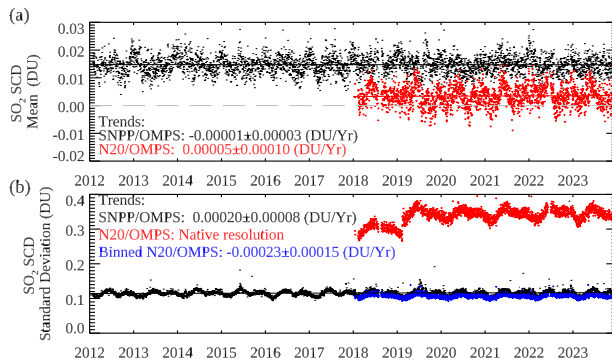 (a)
SO2 SCD
Mean (DU)
0.03
0.02
0.01
0.00
-0.01
-0.02
Trends:
SNPP/OMPS: -0.00001±0.00003 (DU/Yr)
N20/OMPS: 0.00005±0.00010 (DU/Yr)
2012 2013 2014 2015 2016 2017 2018 2019 2020 2021 2022 2023
(b)
SO2 SCD
Standard Deviation (DU)
0.4
0.3
0.2
0.1
0.0
Trends:
SNPP/OMPS: 0.00020±0.00008 (DU/Yr)
N20/OMPS: Native resolution
Binned N20/OMPS: -0.00023±0.00015 (DU/Yr)
2012 2013 2014 2015 2016 2017 2018 2019 2020 2021 2022 2023